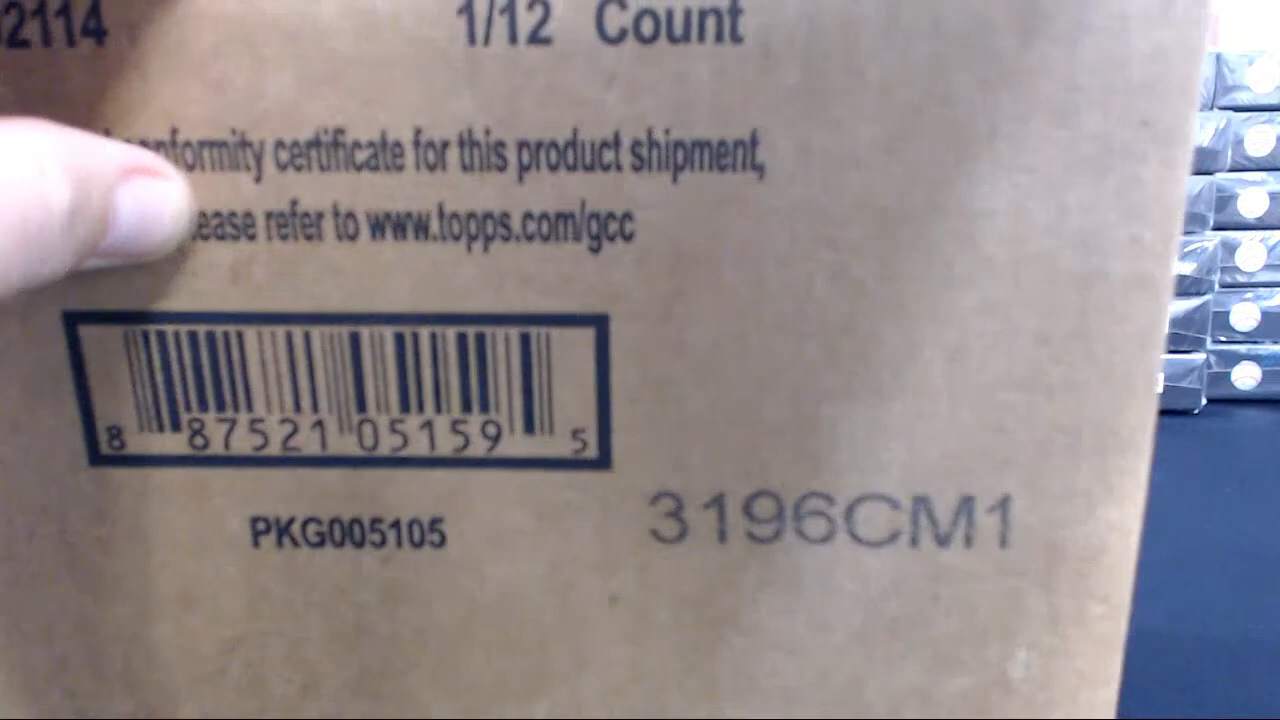 2114 1/12 Count
onformity certificate for this product shipment,
ease refer to www.topps.com/gcc
8 87521 05159 5
PKG005105
3196CM1